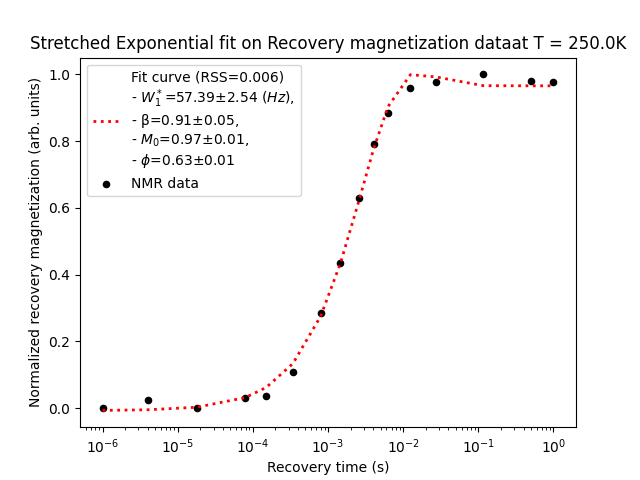 Stretched Exponential fit on Recovery magnetization dataat T = 250.0K
Normalized recovery magnetization (arb. units)
1.0
0.8
0.6
0.4
0.2
0.0
Fit curve (RSS=0.006)
- W₁*=57.39±2.54 (Hz),
- β=0.91±0.05,
- M₀=0.97±0.01,
- ϕ=0.63±0.01
NMR data
10⁻⁶ 10⁻⁵ 10⁻⁴ 10⁻³ 10⁻² 10⁻¹ 10⁰
Recovery time (s)